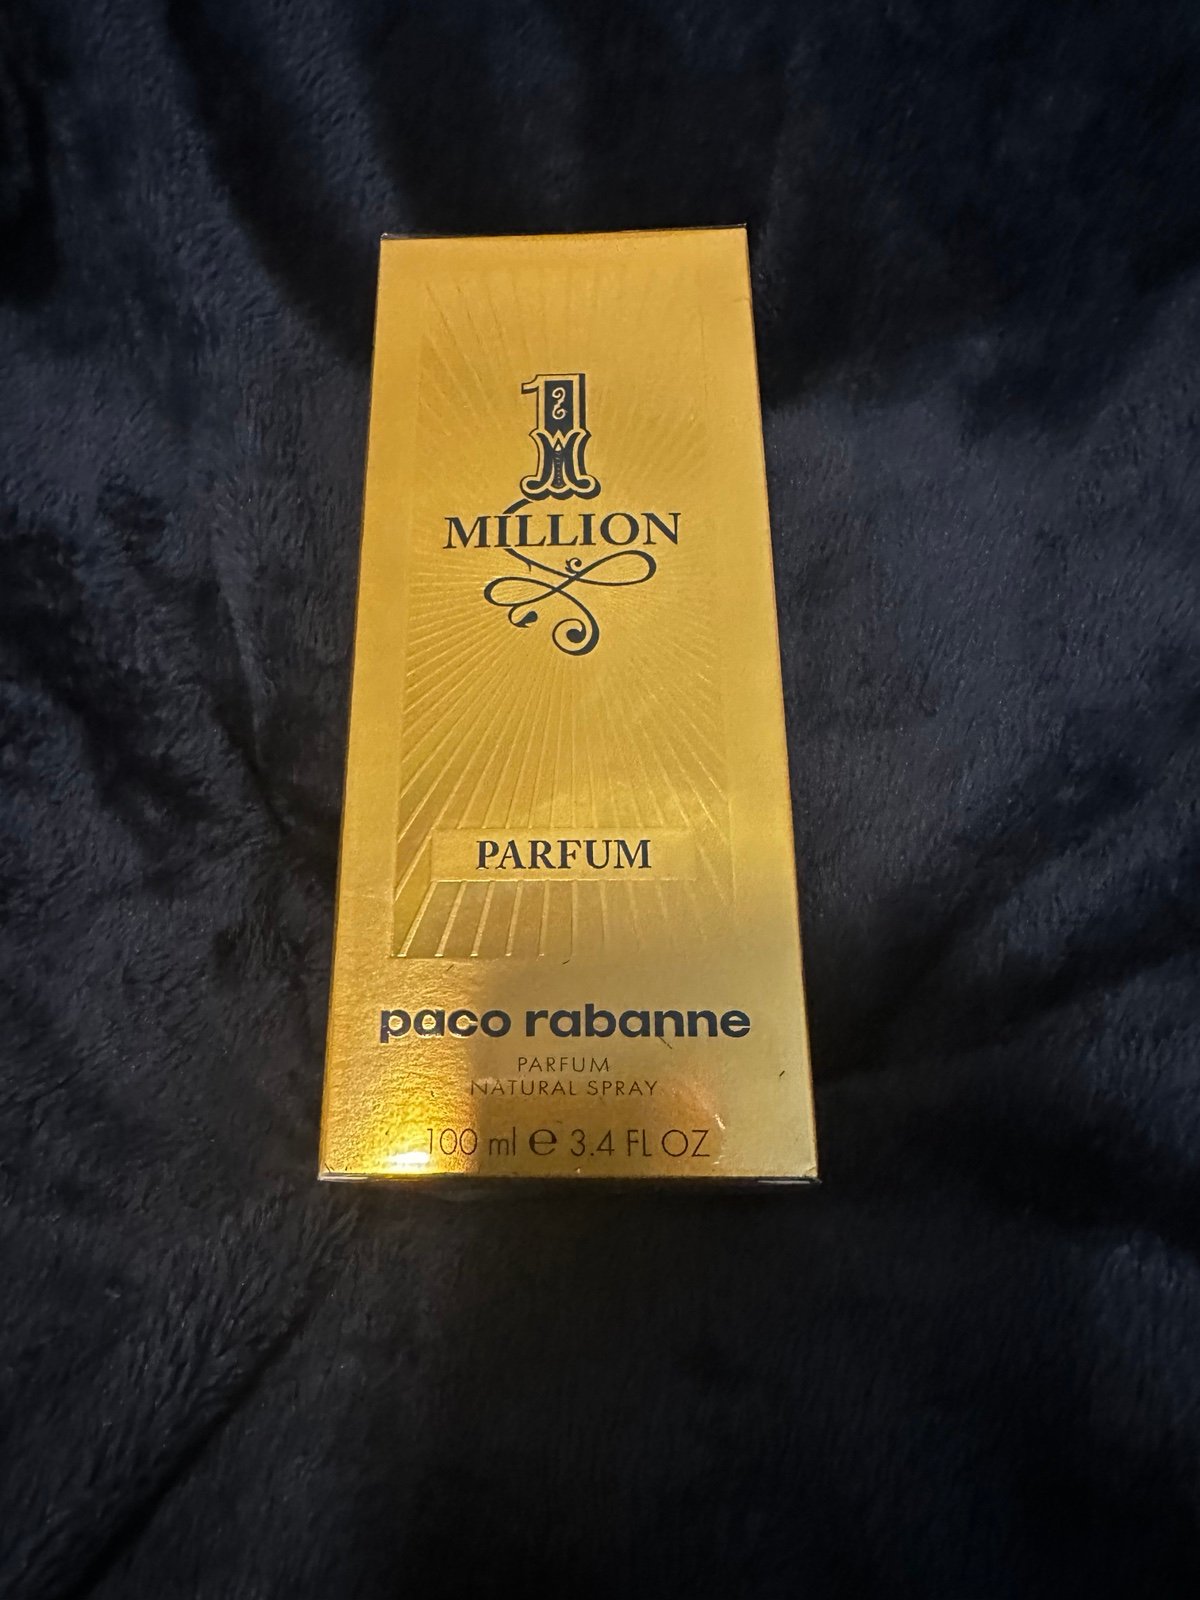 1
MILLION
PARFUM
paco rabanne
PARFUM
NATURAL SPRAY
100 ml ℮ 3.4 FL OZ